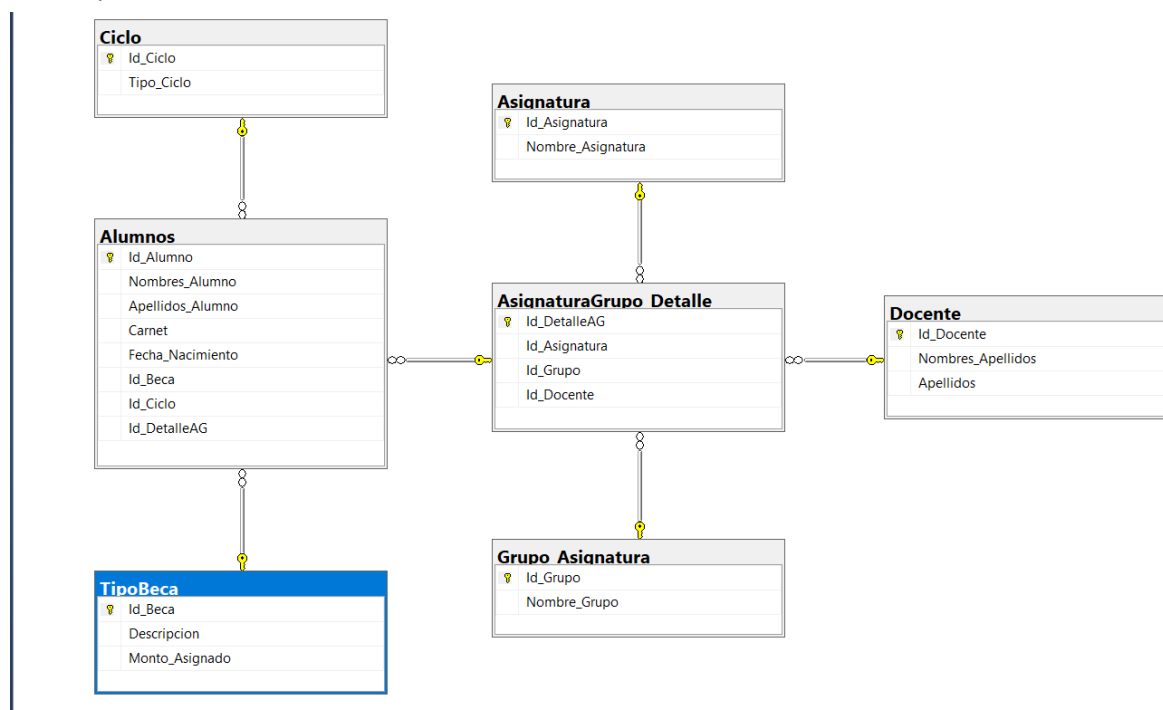 Ciclo
Id_Ciclo
Tipo_Ciclo
Alumnos
Id_Alumno
Nombres_Alumno
Apellidos_Alumno
Carnet
Fecha_Nacimiento
Id_Beca
Id_Ciclo
Id_DetalleAG
TipoBeca
Id_Beca
Descripcion
Monto_Asignado
Asignatura
Id_Asignatura
Nombre_Asignatura
AsignaturaGrupo_Detalle
Id_DetalleAG
Id_Asignatura
Id_Grupo
Id_Docente
Grupo_Asignatura
Id_Grupo
Nombre_Grupo
Docente
Id_Docente
Nombres_Apellidos
Apellidos